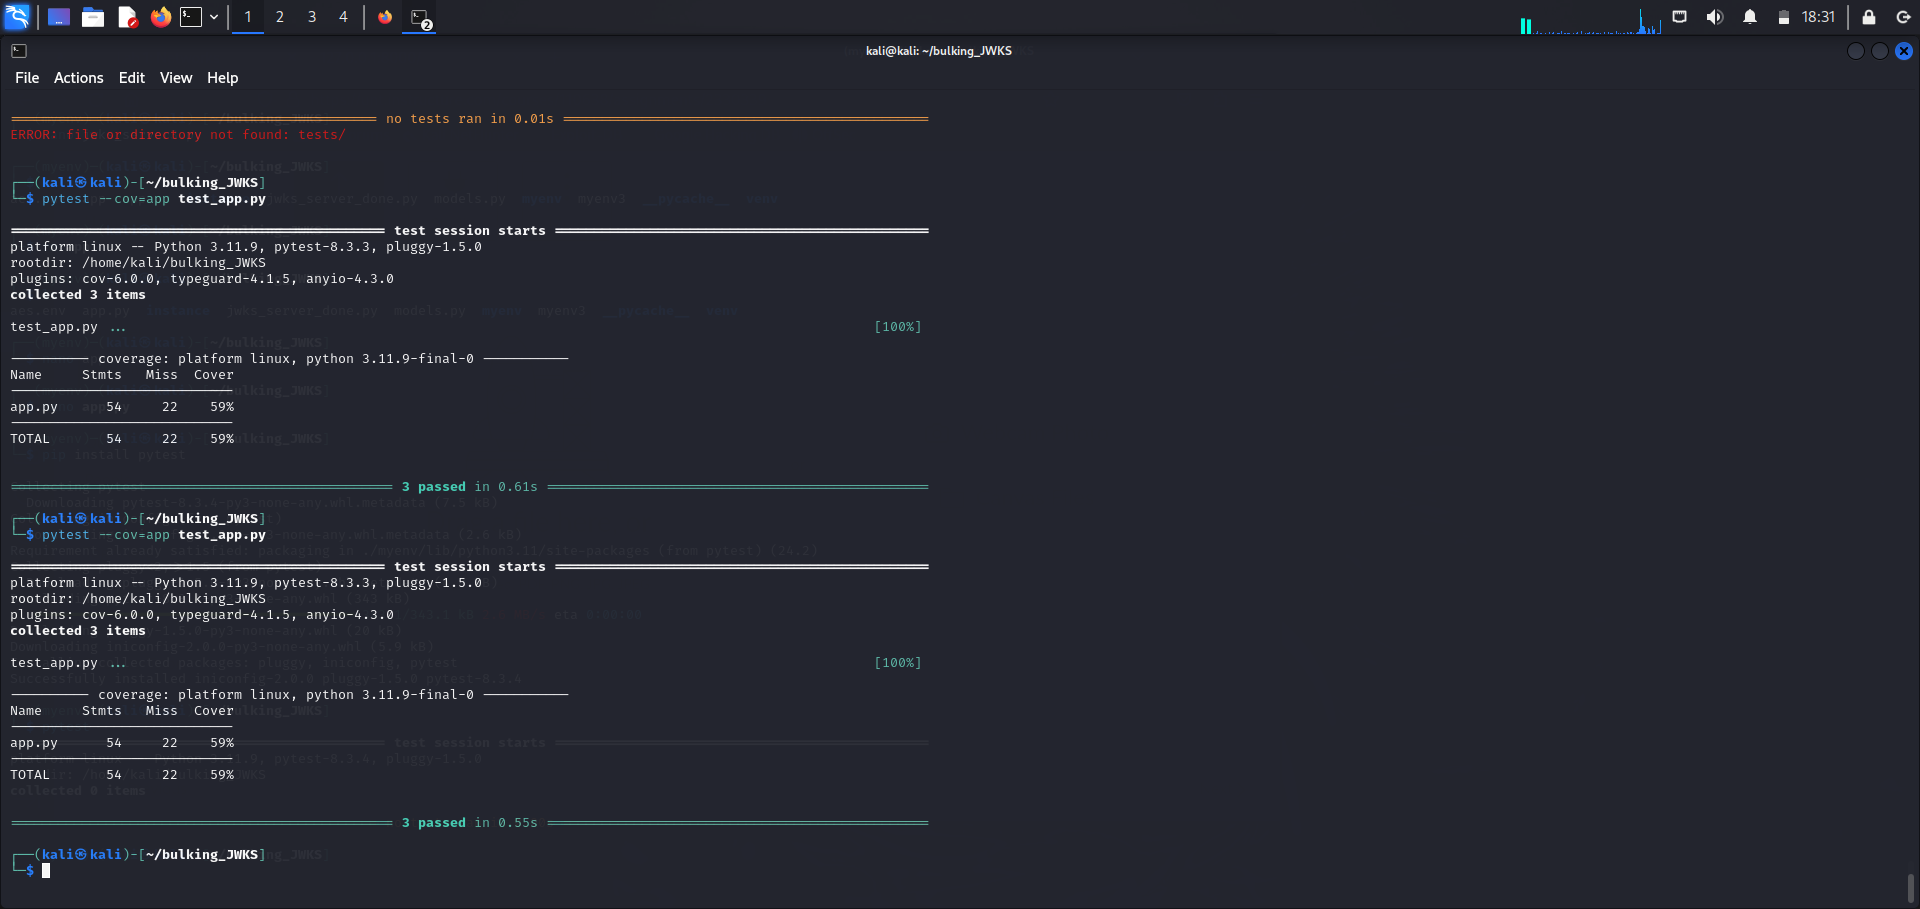 1 2 3 4
2
18:31
kali@kali: ~/bulking_JWKS
File Actions Edit View Help
no tests ran in 0.01s
ERROR: file or directory not found: tests/
(kali㉿kali)-[~/bulking_JWKS]
$ pytest --cov=app test_app.py
test session starts
platform linux -- Python 3.11.9, pytest-8.3.3, pluggy-1.5.0
rootdir: /home/kali/bulking_JWKS
plugins: cov-6.0.0, typeguard-4.1.5, anyio-4.3.0
collected 3 items
test_app.py ... [100%]
coverage: platform linux, python 3.11.9-final-0
Name Stmts Miss Cover
app.py 54 22 59%
TOTAL 54 22 59%
3 passed in 0.61s
(kali㉿kali)-[~/bulking_JWKS]
$ pytest --cov=app test_app.py
test session starts
platform linux -- Python 3.11.9, pytest-8.3.3, pluggy-1.5.0
rootdir: /home/kali/bulking_JWKS
plugins: cov-6.0.0, typeguard-4.1.5, anyio-4.3.0
collected 3 items
test_app.py ... [100%]
coverage: platform linux, python 3.11.9-final-0
Name Stmts Miss Cover
app.py 54 22 59%
TOTAL 54 22 59%
3 passed in 0.55s
(kali㉿kali)-[~/bulking_JWKS]
$